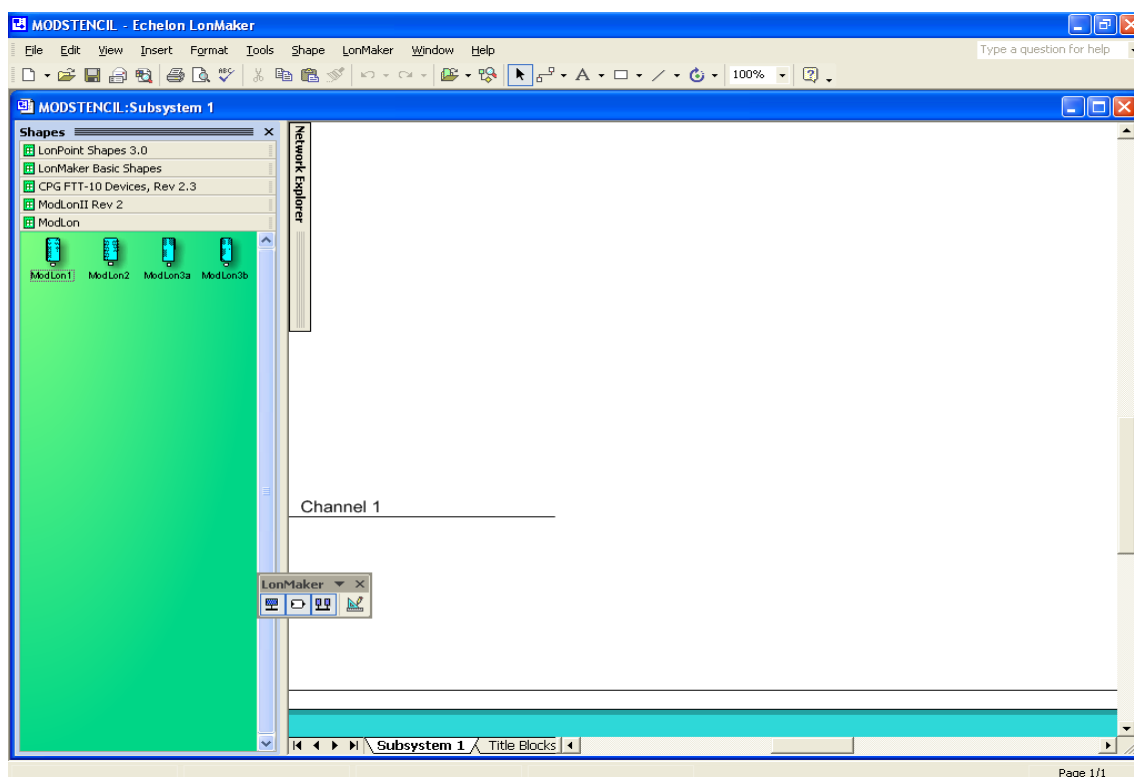 MODSTENCIL - Echelon LonMaker
File Edit View Insert Format Tools Shape LonMaker Window Help
Type a question for help
ABC
100%
MODSTENCIL:Subsystem 1
Shapes
LonPoint Shapes 3.0
LonMaker Basic Shapes
CPG FTT-10 Devices, Rev 2.3
ModLonII Rev 2
ModLon
ModLon1 ModLon2 ModLon3a ModLon3b
Network Explorer
Channel 1
LonMaker
Subsystem 1 Title Blocks
Page 1/1